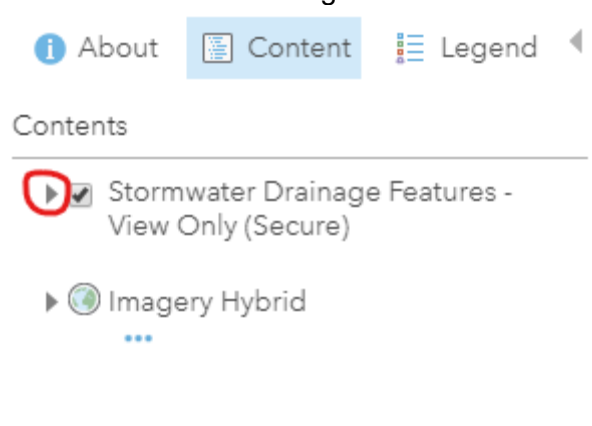 About Content Legend
Contents
Stormwater Drainage Features -
View Only (Secure)
Imagery Hybrid